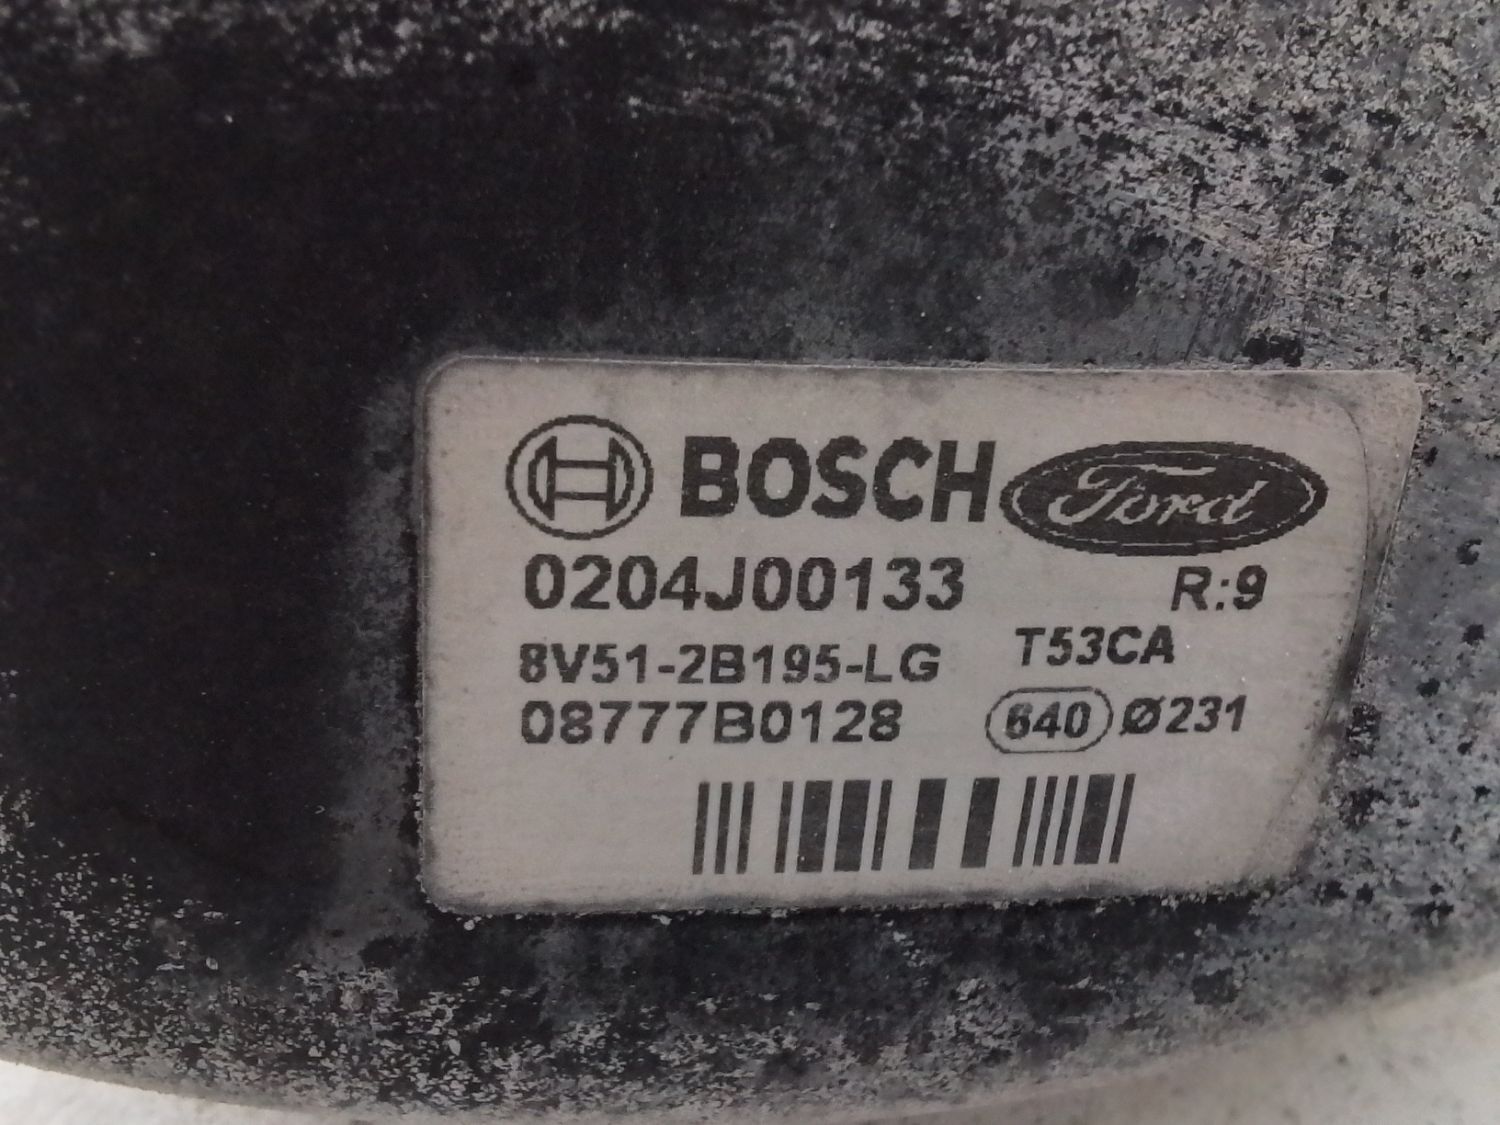 BOSCH Ford
0204J00133 R:9
8V51-2B195-LG T53CA
08777B0128 640 Ø231